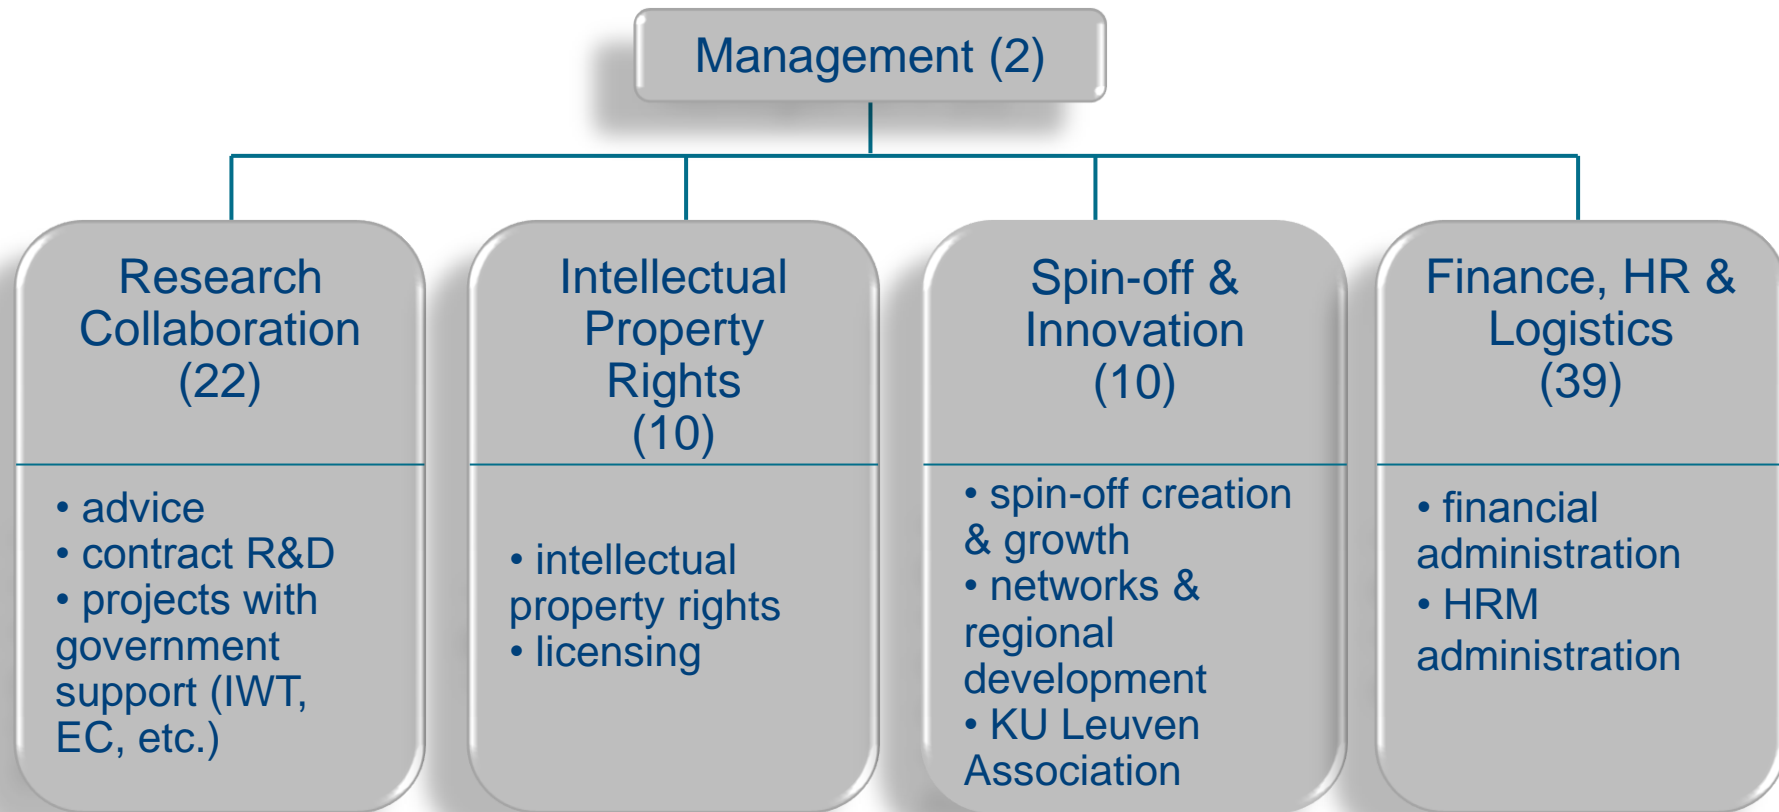 Management (2)
Research
Collaboration
(22)
• advice
• contract R&D
• projects with
government
support (IWT,
EC, etc.)
Intellectual
Property
Rights
(10)
• intellectual
property rights
• licensing
Spin-off &
Innovation
(10)
• spin-off creation
& growth
• networks &
regional
development
• KU Leuven
Association
Finance, HR &
Logistics
(39)
• financial
administration
• HRM
administration